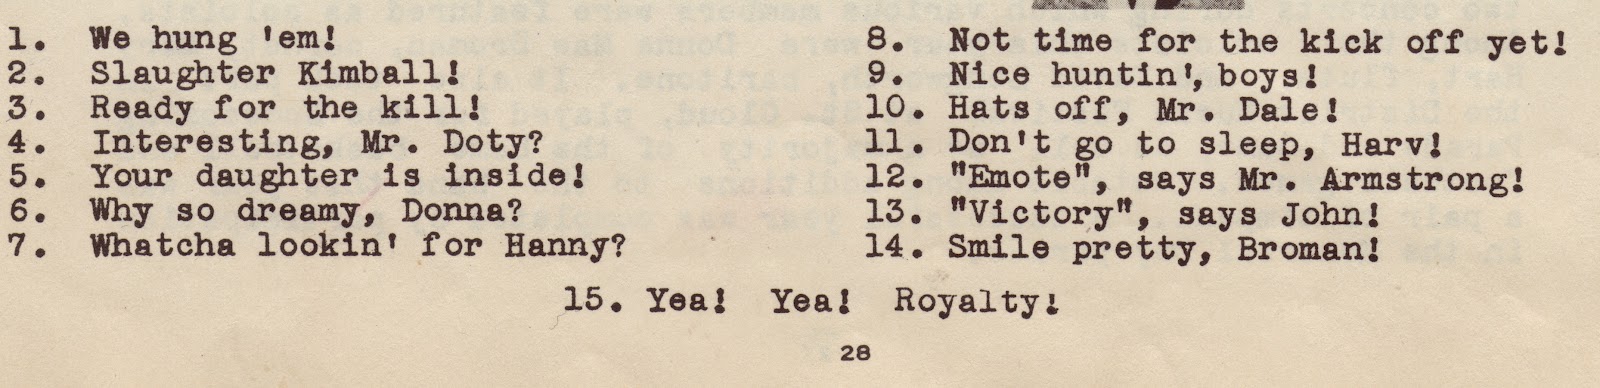 1. We hung 'em!
2. Slaughter Kimball!
3. Ready for the kill!
4. Interesting, Mr. Doty?
5. Your daughter is inside!
6. Why so dreamy, Donna?
7. Whatcha lookin' for Hanny?
8. Not time for the kick off yet!
9. Nice huntin', boys!
10. Hats off, Mr. Dale!
11. Don't go to sleep, Harv!
12. "Emote", says Mr. Armstrong!
13. "Victory", says John!
14. Smile pretty, Broman!
15. Yea! Yea! Royalty!
28